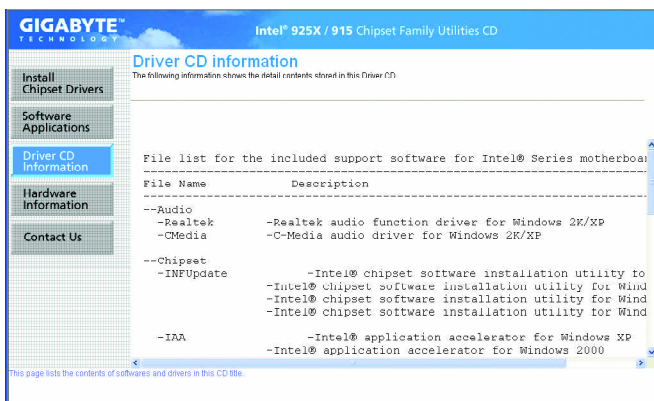 GIGABYTE™
TECHNOLOGY
Intel® 925X / 915 Chipset Family Utilities CD
Driver CD information
The following information shows the detail contents stored in this Driver CD.
Install
Chipset Drivers
Software
Applications
Driver CD
Information
Hardware
Information
Contact Us
File list for the included support software for Intel® Series motherboar
File Name Description
--Audio
-Realtek -Realtek audio function driver for Windows 2K/XP
-CMedia -C-Media audio driver for Windows 2K/XP
--Chipset
-INFUpdate -Intel® chipset software installation utility fo
-Intel® chipset software installation utility for Wind
-Intel® chipset software installation utility for Wind
-Intel® chipset software installation utility for Wind
-IAA -Intel® application accelerator for Windows XP
-Intel® application accelerator for Windows 2000
This page lists the contents of softwares and drivers in this CD title.